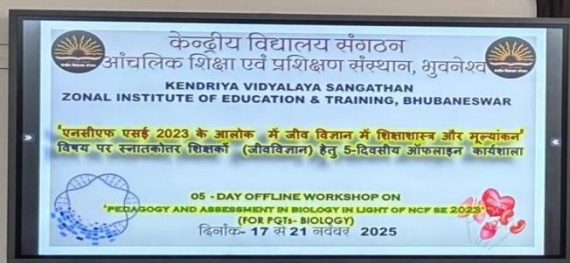 केन्द्रीय विद्यालय संगठन
आंचलिक शिक्षा एवं प्रशिक्षण संस्थान, भुवनेश्व
KENDRIYA VIDYALAYA SANGATHAN
ZONAL INSTITUTE OF EDUCATION & TRAINING, BHUBANESWAR
'एनसीएफ एसई 2023 के आलोक में जीव विज्ञान में शिक्षाशास्त्र और मूल्यांकन'
विषय पर स्नातकोतर शिक्षकों (जीवविज्ञान) हेतु 5-दिवसीय ऑफलाइन कार्यशाला
05 - DAY OFFLINE WORKSHOP ON
'PEDAGOGY AND ASSESSMENT IN BIOLOGY IN LIGHT OF NCF SE 2023'
(FOR PGTs- BIOLOGY)
दिनाँक- 17 से 21 नवंवर 2025